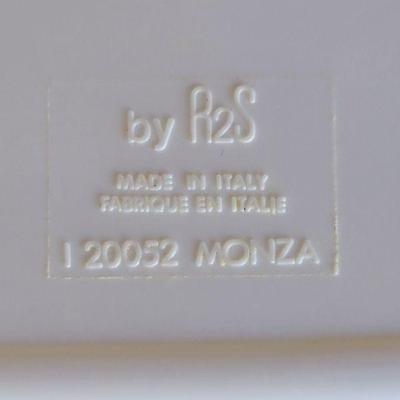 by R2S
MADE IN ITALY
FABRIQUE EN ITALIE
I 20052 MONZA